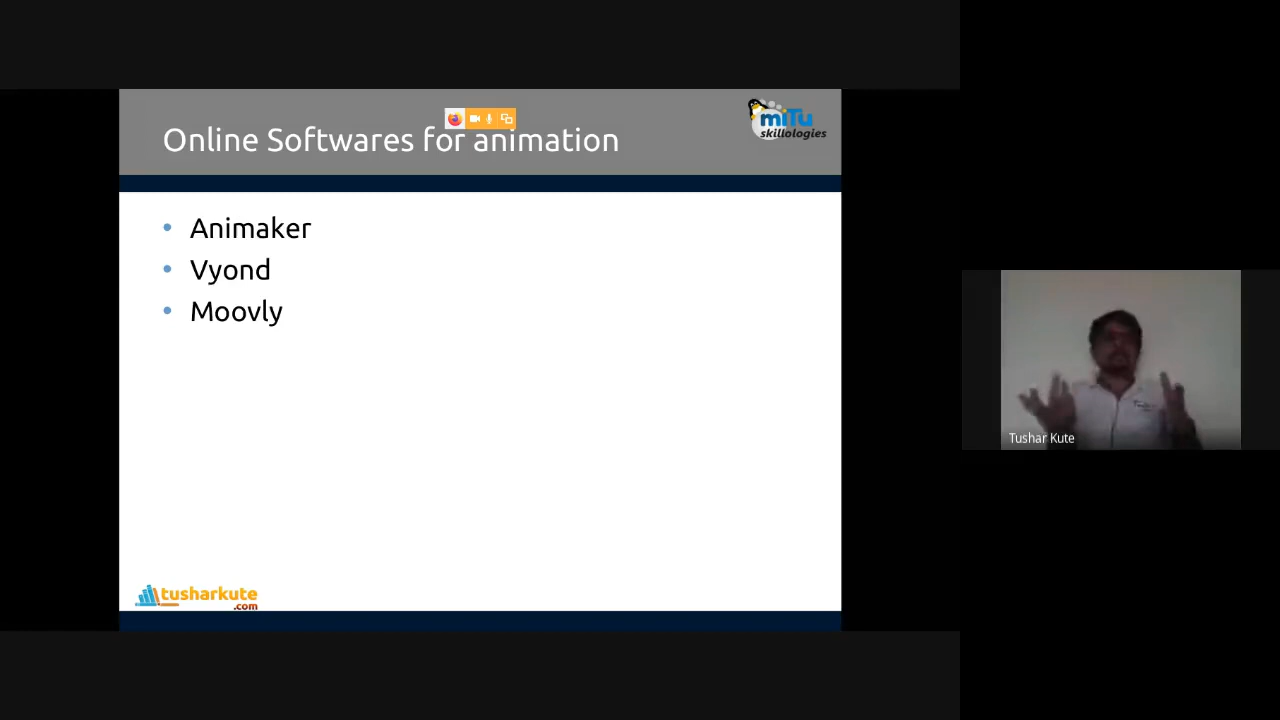 miTu
skillologies
Online Softwares for animation
Animaker
Vyond
Moovly
Tushar Kute
tusharkute
.com